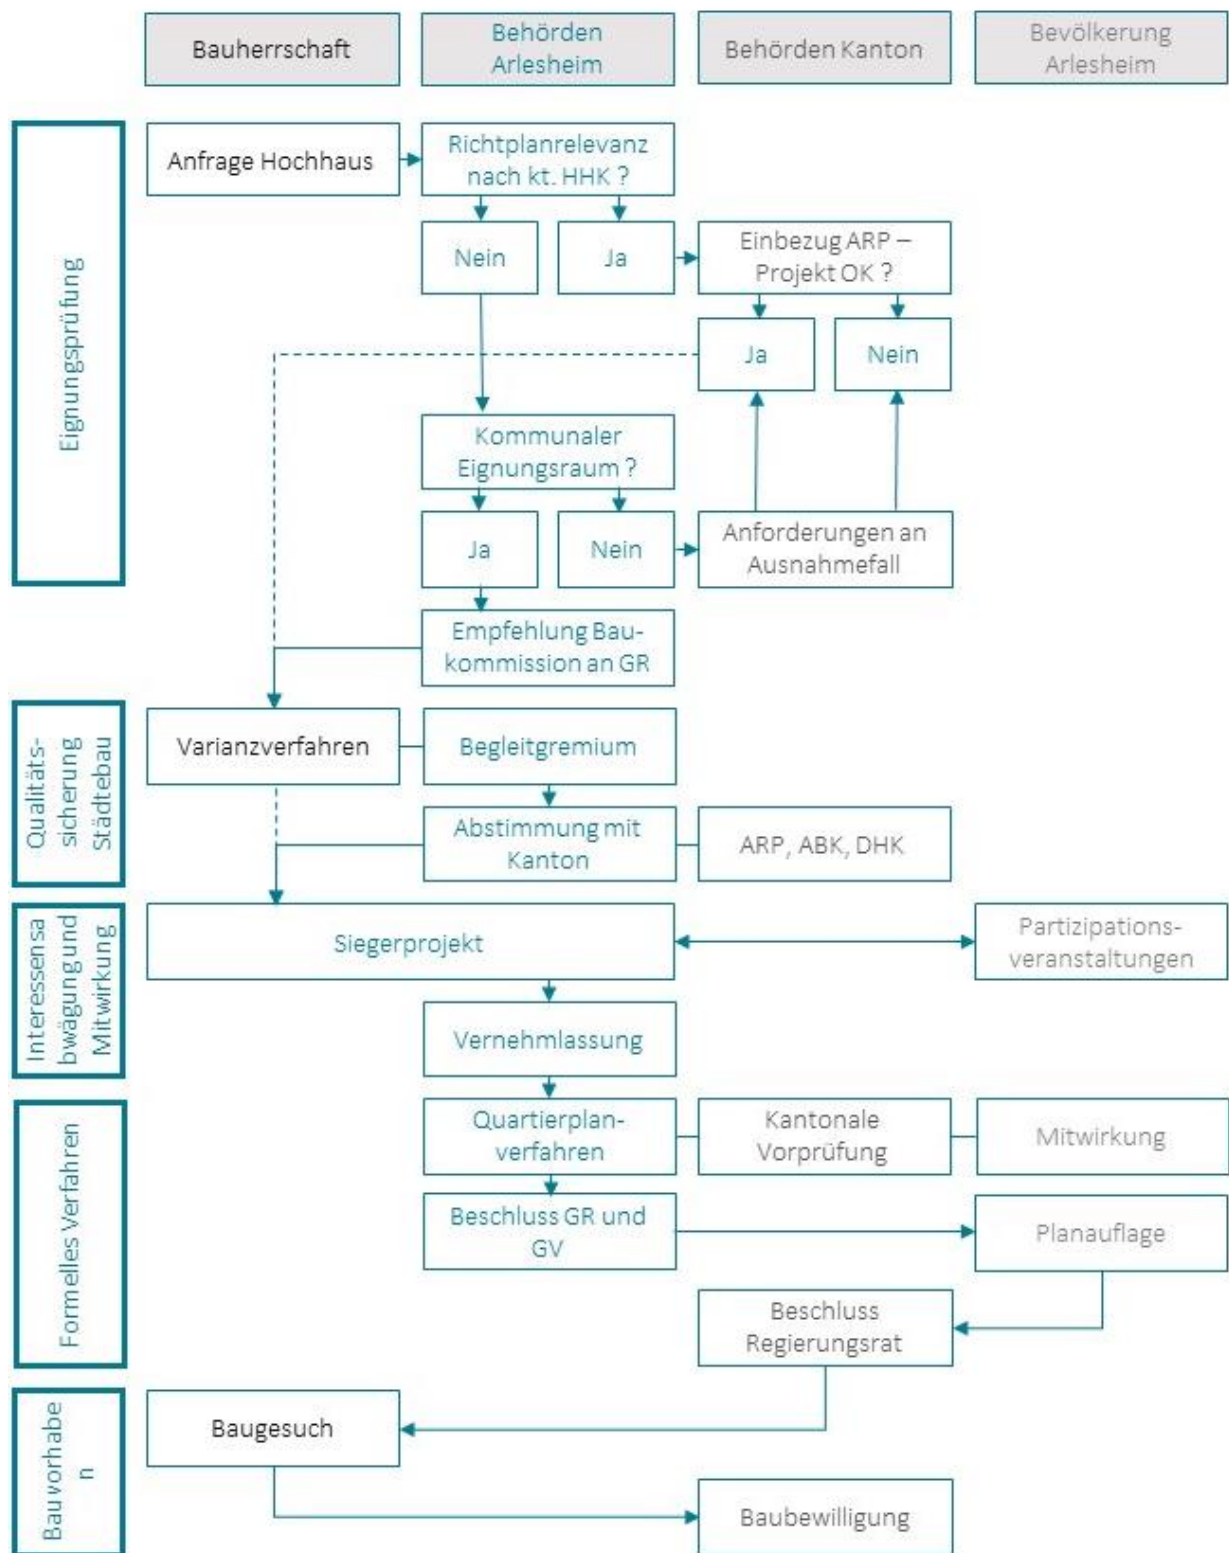 Bauherrschaft
Behörden
Arlesheim
Behörden Kanton
Bevölkerung
Arlesheim
Eignungsprüfung
Anfrage Hochhaus
Richtplanrelevanz
nach kt. HHK ?
Nein
Ja
Einbezug ARP –
Projekt OK ?
Ja
Nein
Kommunaler
Eignungsraum ?
Ja
Nein
Anforderungen an
Ausnahmefall
Empfehlung Bau-
kommission an GR
Qualitäts-
sicherung
Städtebau
Varianzverfahren
Begleitgremium
Abstimmung mit
Kanton
ARP, ABK, DHK
Interessensa
bwägung und
Mitwirkung
Siegerprojekt
Partizipations-
veranstaltungen
Vernehmlassung
Formelles Verfahren
Quartierplan-
verfahren
Kantonale
Vorprüfung
Mitwirkung
Beschluss GR und
GV
Planauflage
Beschluss
Regierungsrat
Bauvorhabe
n
Baugesuch
Baubewilligung